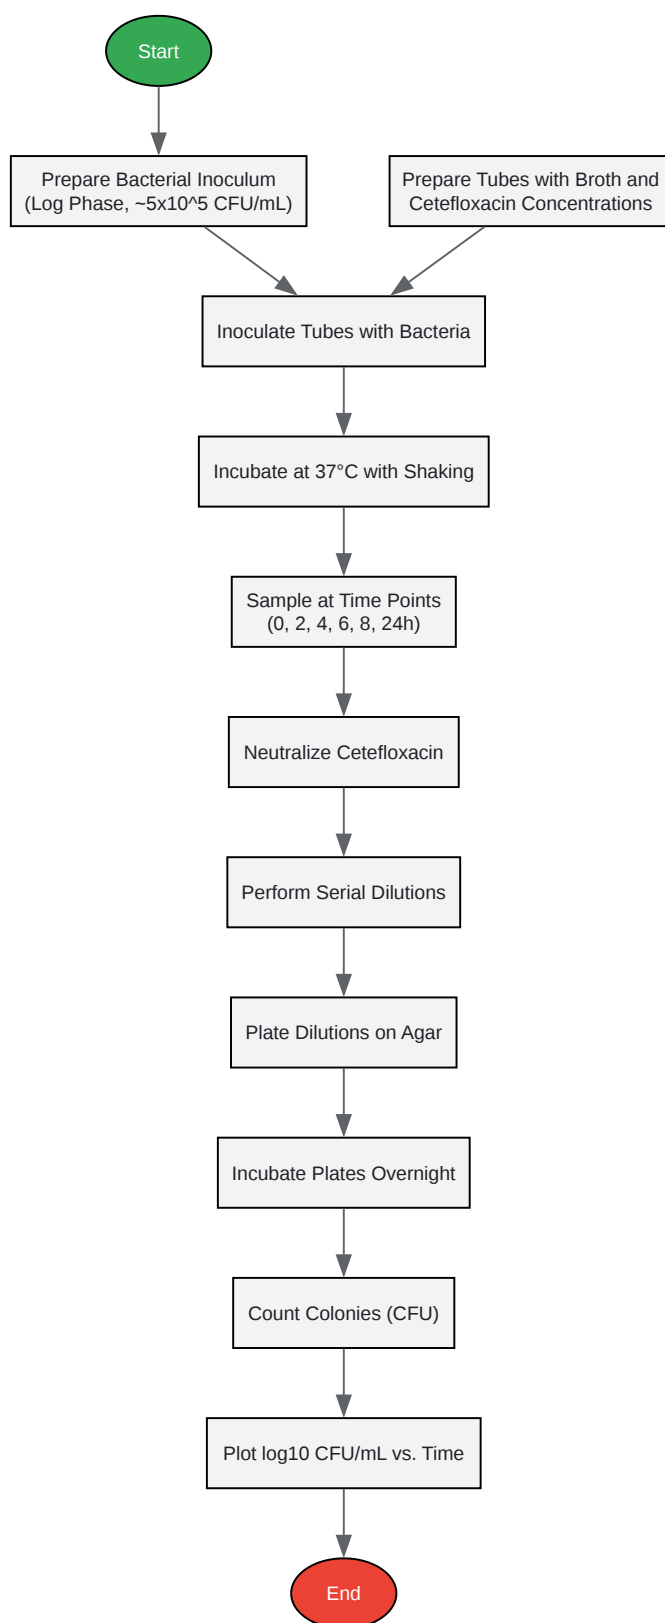 Start
Prepare Bacterial Inoculum
(Log Phase, ~5x10^5 CFU/mL)
Prepare Tubes with Broth and
Cetefloxacin Concentrations
Inoculate Tubes with Bacteria
Incubate at 37°C with Shaking
Sample at Time Points
(0, 2, 4, 6, 8, 24h)
Neutralize Cetefloxacin
Perform Serial Dilutions
Plate Dilutions on Agar
Incubate Plates Overnight
Count Colonies (CFU)
Plot log10 CFU/mL vs. Time
End